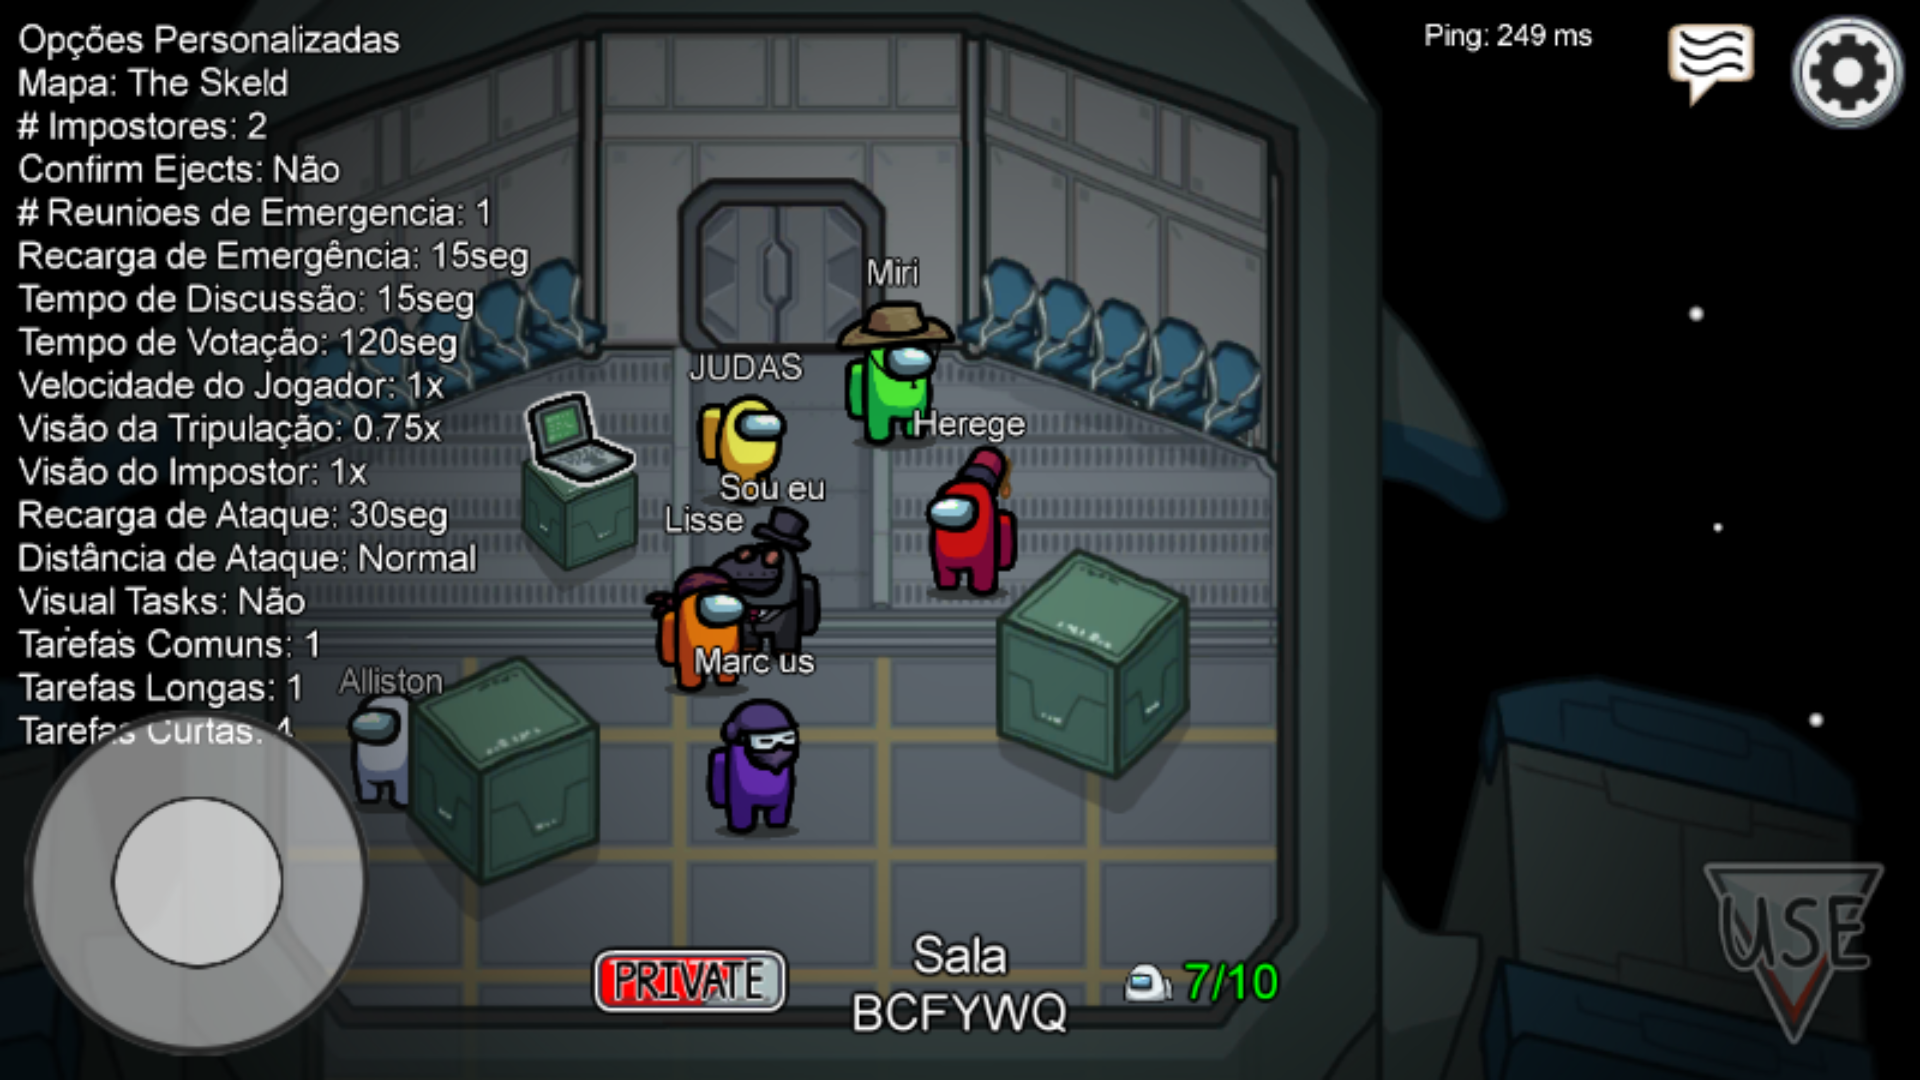 Opções Personalizadas
Mapa: The Skeld
# Impostores: 2
Confirm Ejects: Não
# Reunioes de Emergencia: 1
Recarga de Emergência: 15seg
Tempo de Discussão: 15seg
Tempo de Votação: 120seg
Velocidade do Jogador: 1x
Visão da Tripulação: 0.75x
Visão do Impostor: 1x
Recarga de Ataque: 30seg
Distância de Ataque: Normal
Visual Tasks: Não
Tarefas Comuns: 1
Tarefas Longas: 1
Tarefas Curtas: 4
Ping: 249 ms
Miri
JUDAS
Herege
Sou eu
Lisse
Marc us
Alliston
PRIVATE
Sala
BCFYWQ
7/10
USE